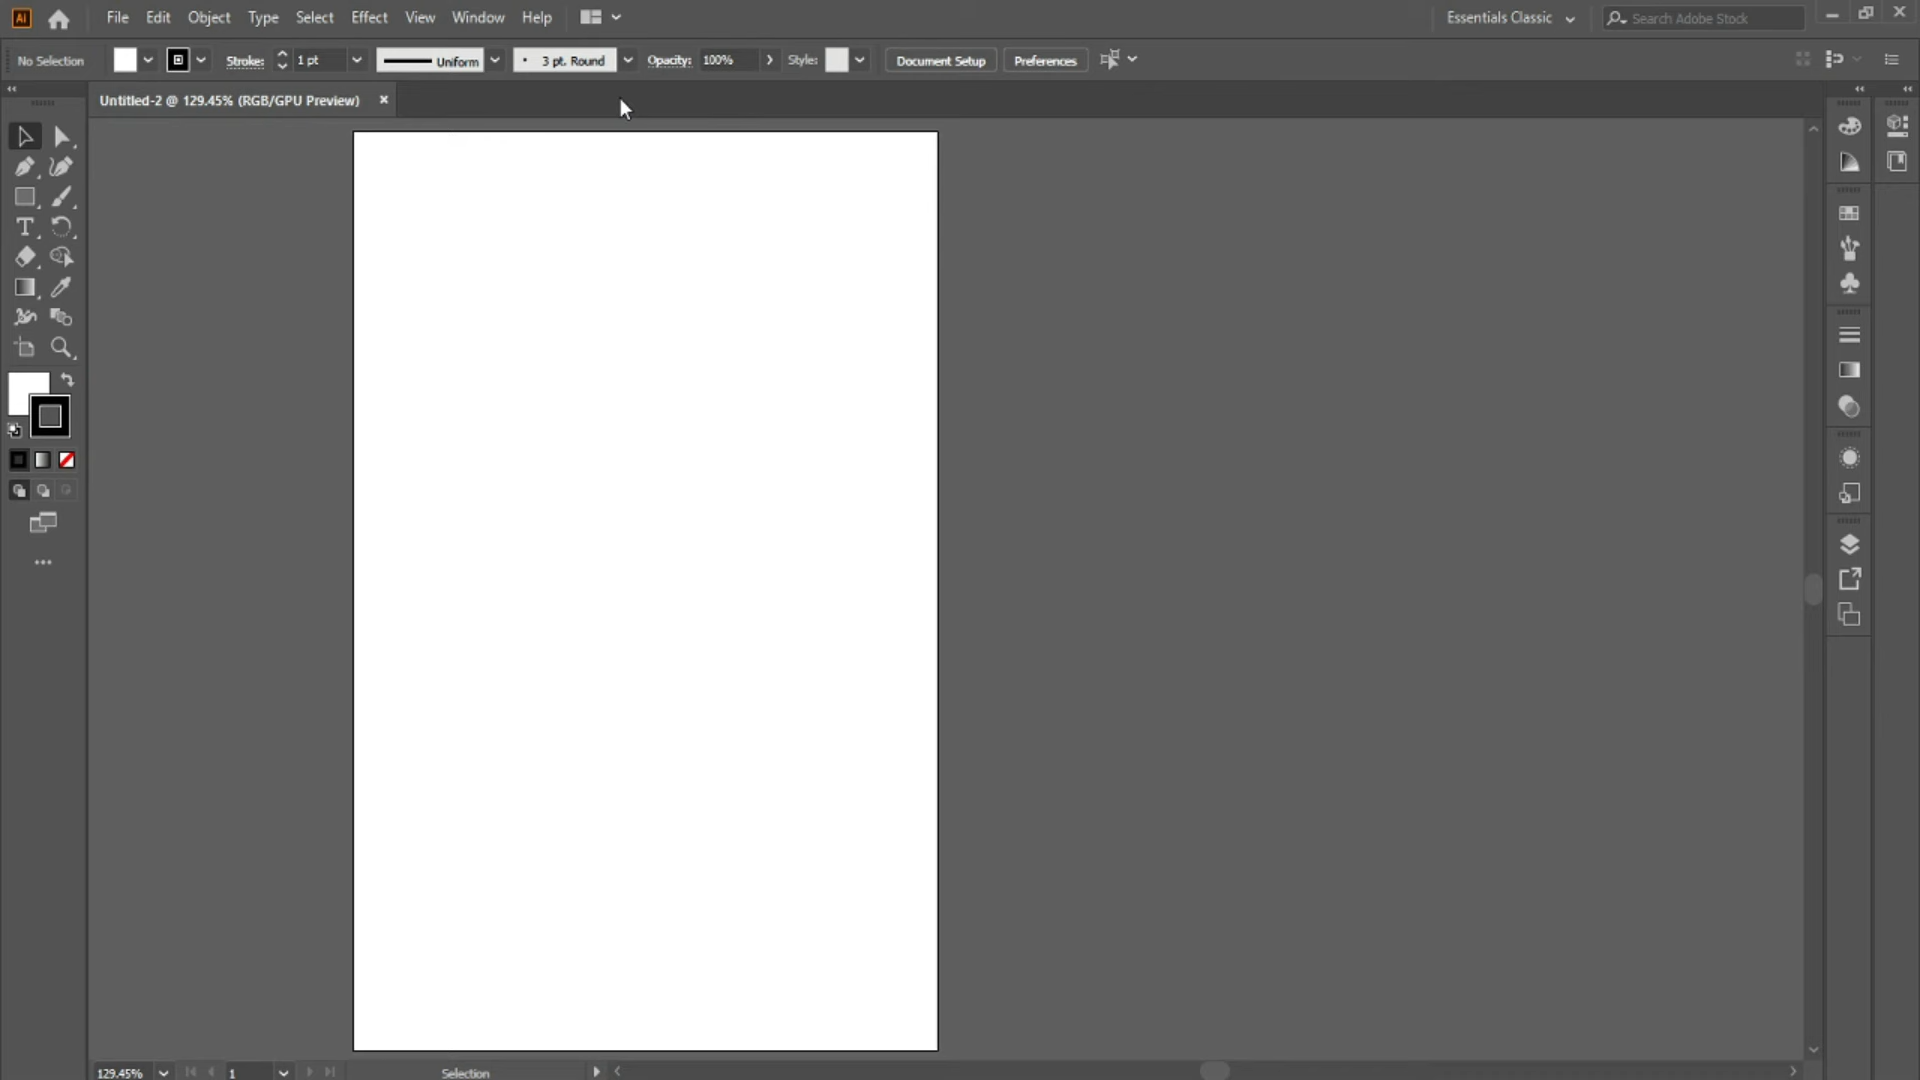 Ai File Edit Object Type Select Effect View Window Help Essentials Classic Search Adobe Stock
No Selection Stroke: 1 pt Uniform 3 pt. Round Opacity: 100% Style: Document Setup Preferences
Untitled-2 @ 129.45% (RGB/GPU Preview) ×
129.45% 1 Selection